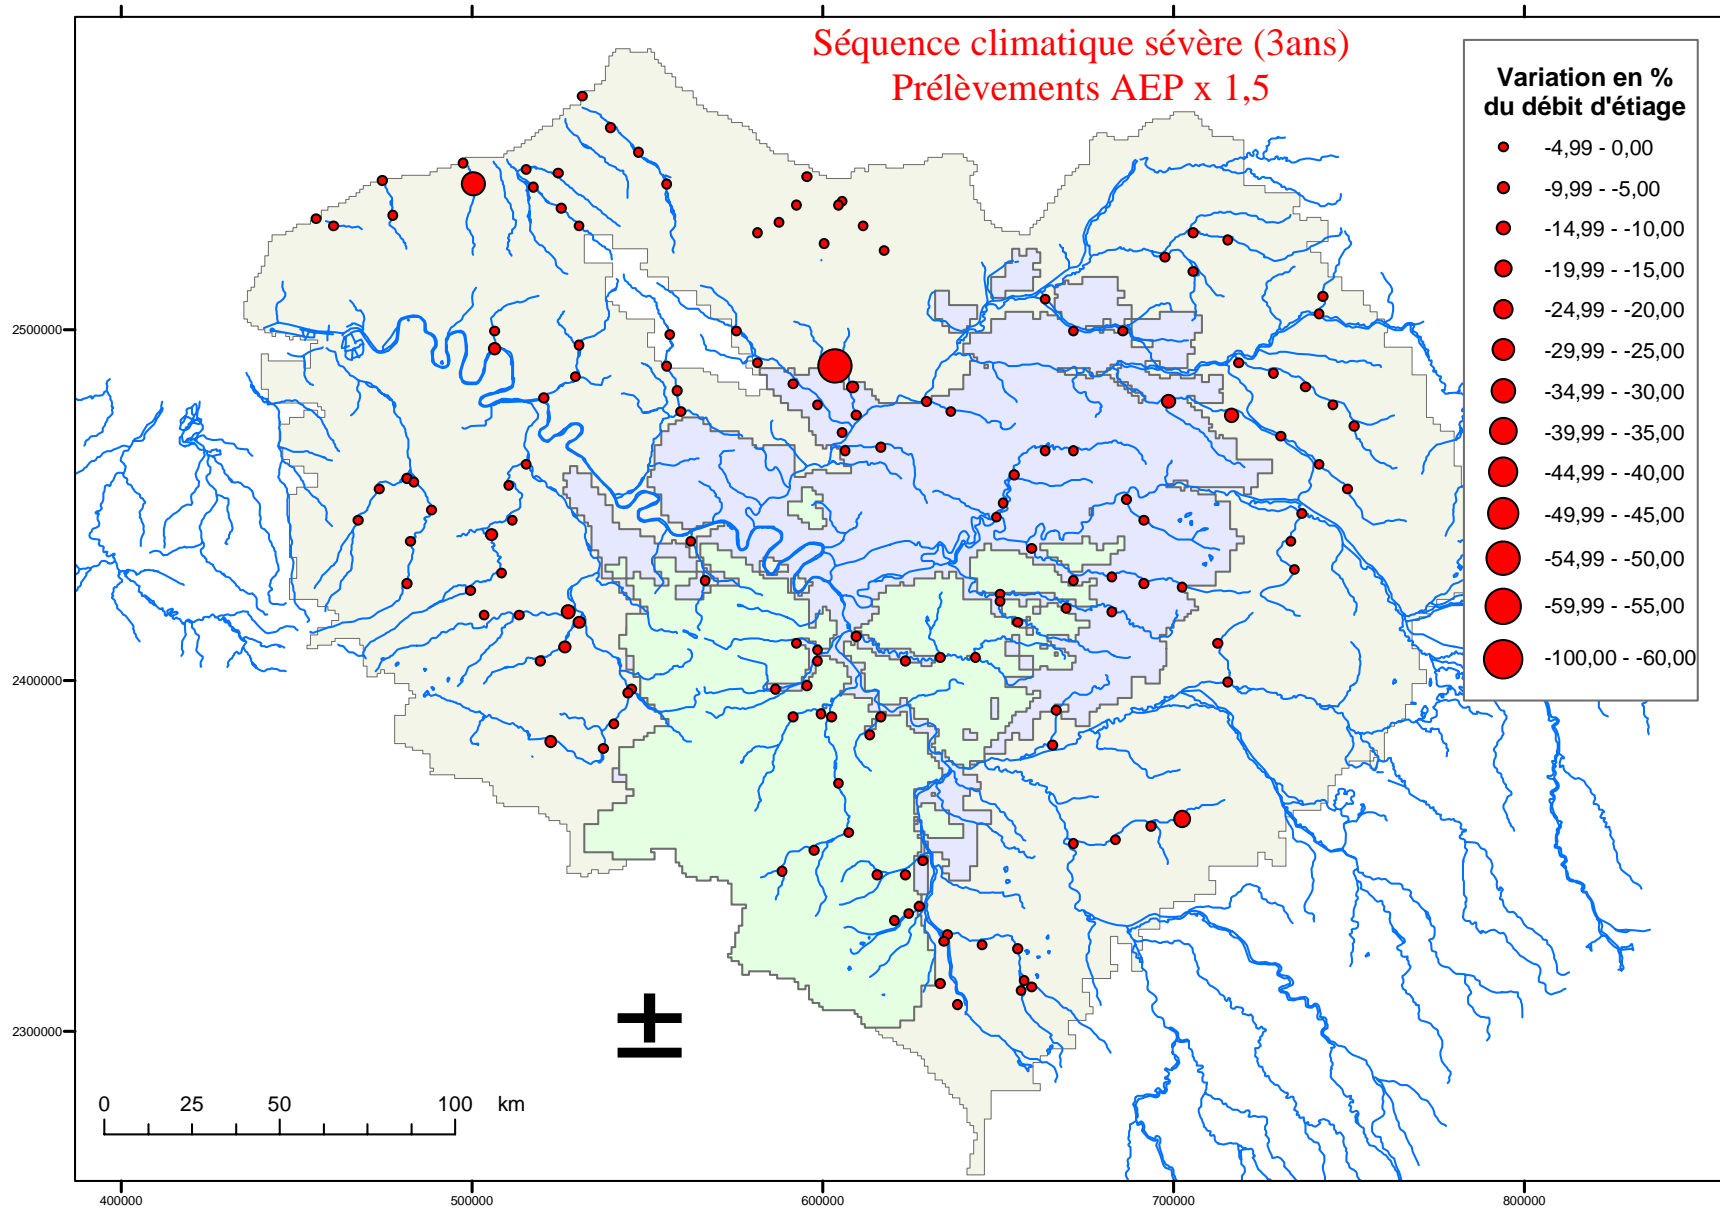 Séquence climatique sévère (3ans)
Prélèvements AEP x 1,5
Variation en %
du débit d'étiage
-4,99 - 0,00
-9,99 - -5,00
-14,99 - -10,00
-19,99 - -15,00
-24,99 - -20,00
-29,99 - -25,00
-34,99 - -30,00
-39,99 - -35,00
-44,99 - -40,00
-49,99 - -45,00
-54,99 - -50,00
-59,99 - -55,00
-100,00 - -60,00
2500000
2400000
2300000
0 25 50 100 km
400000 500000 600000 700000 800000